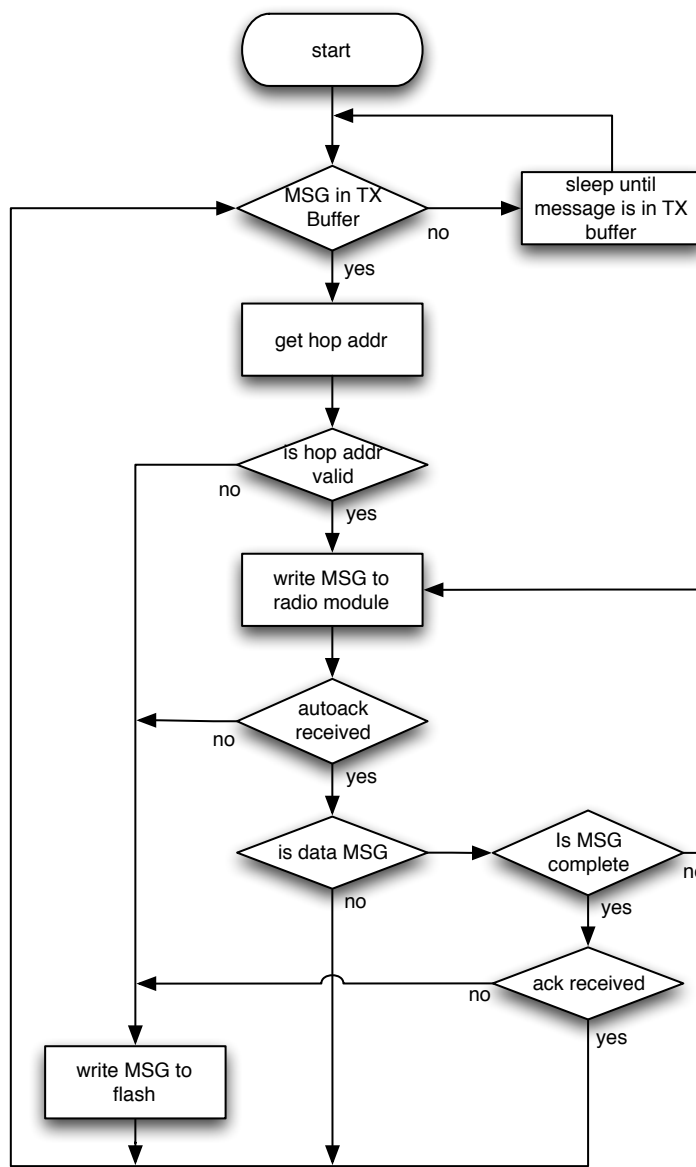 start
MSG in TX
Buffer
sleep until
message is in TX
buffer
no
yes
get hop addr
is hop addr
valid
no
yes
write MSG to
radio module
autoack
received
no
yes
is data MSG
Is MSG
complete
no
no
yes
ack received
no
yes
write MSG to
flash